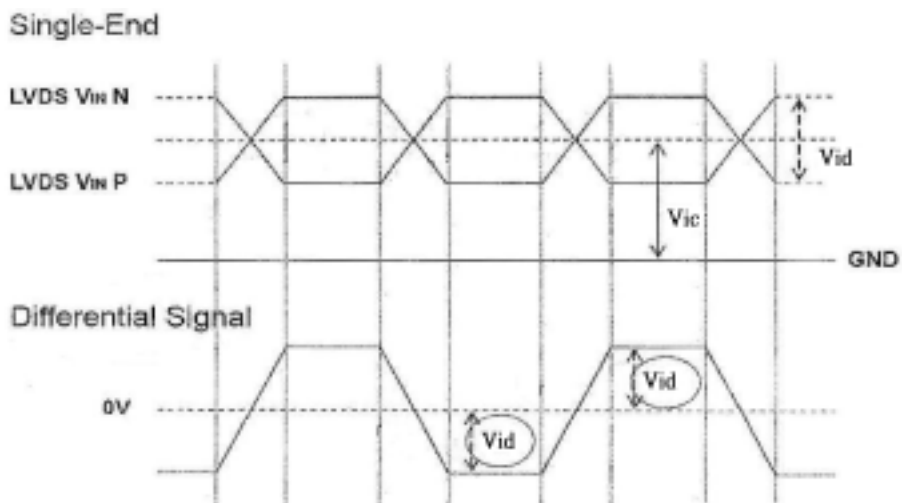 Single-End
LVDS VIN N
Vid
LVDS VIN P
Vic
GND
Differential Signal
Vid
0V
Vid